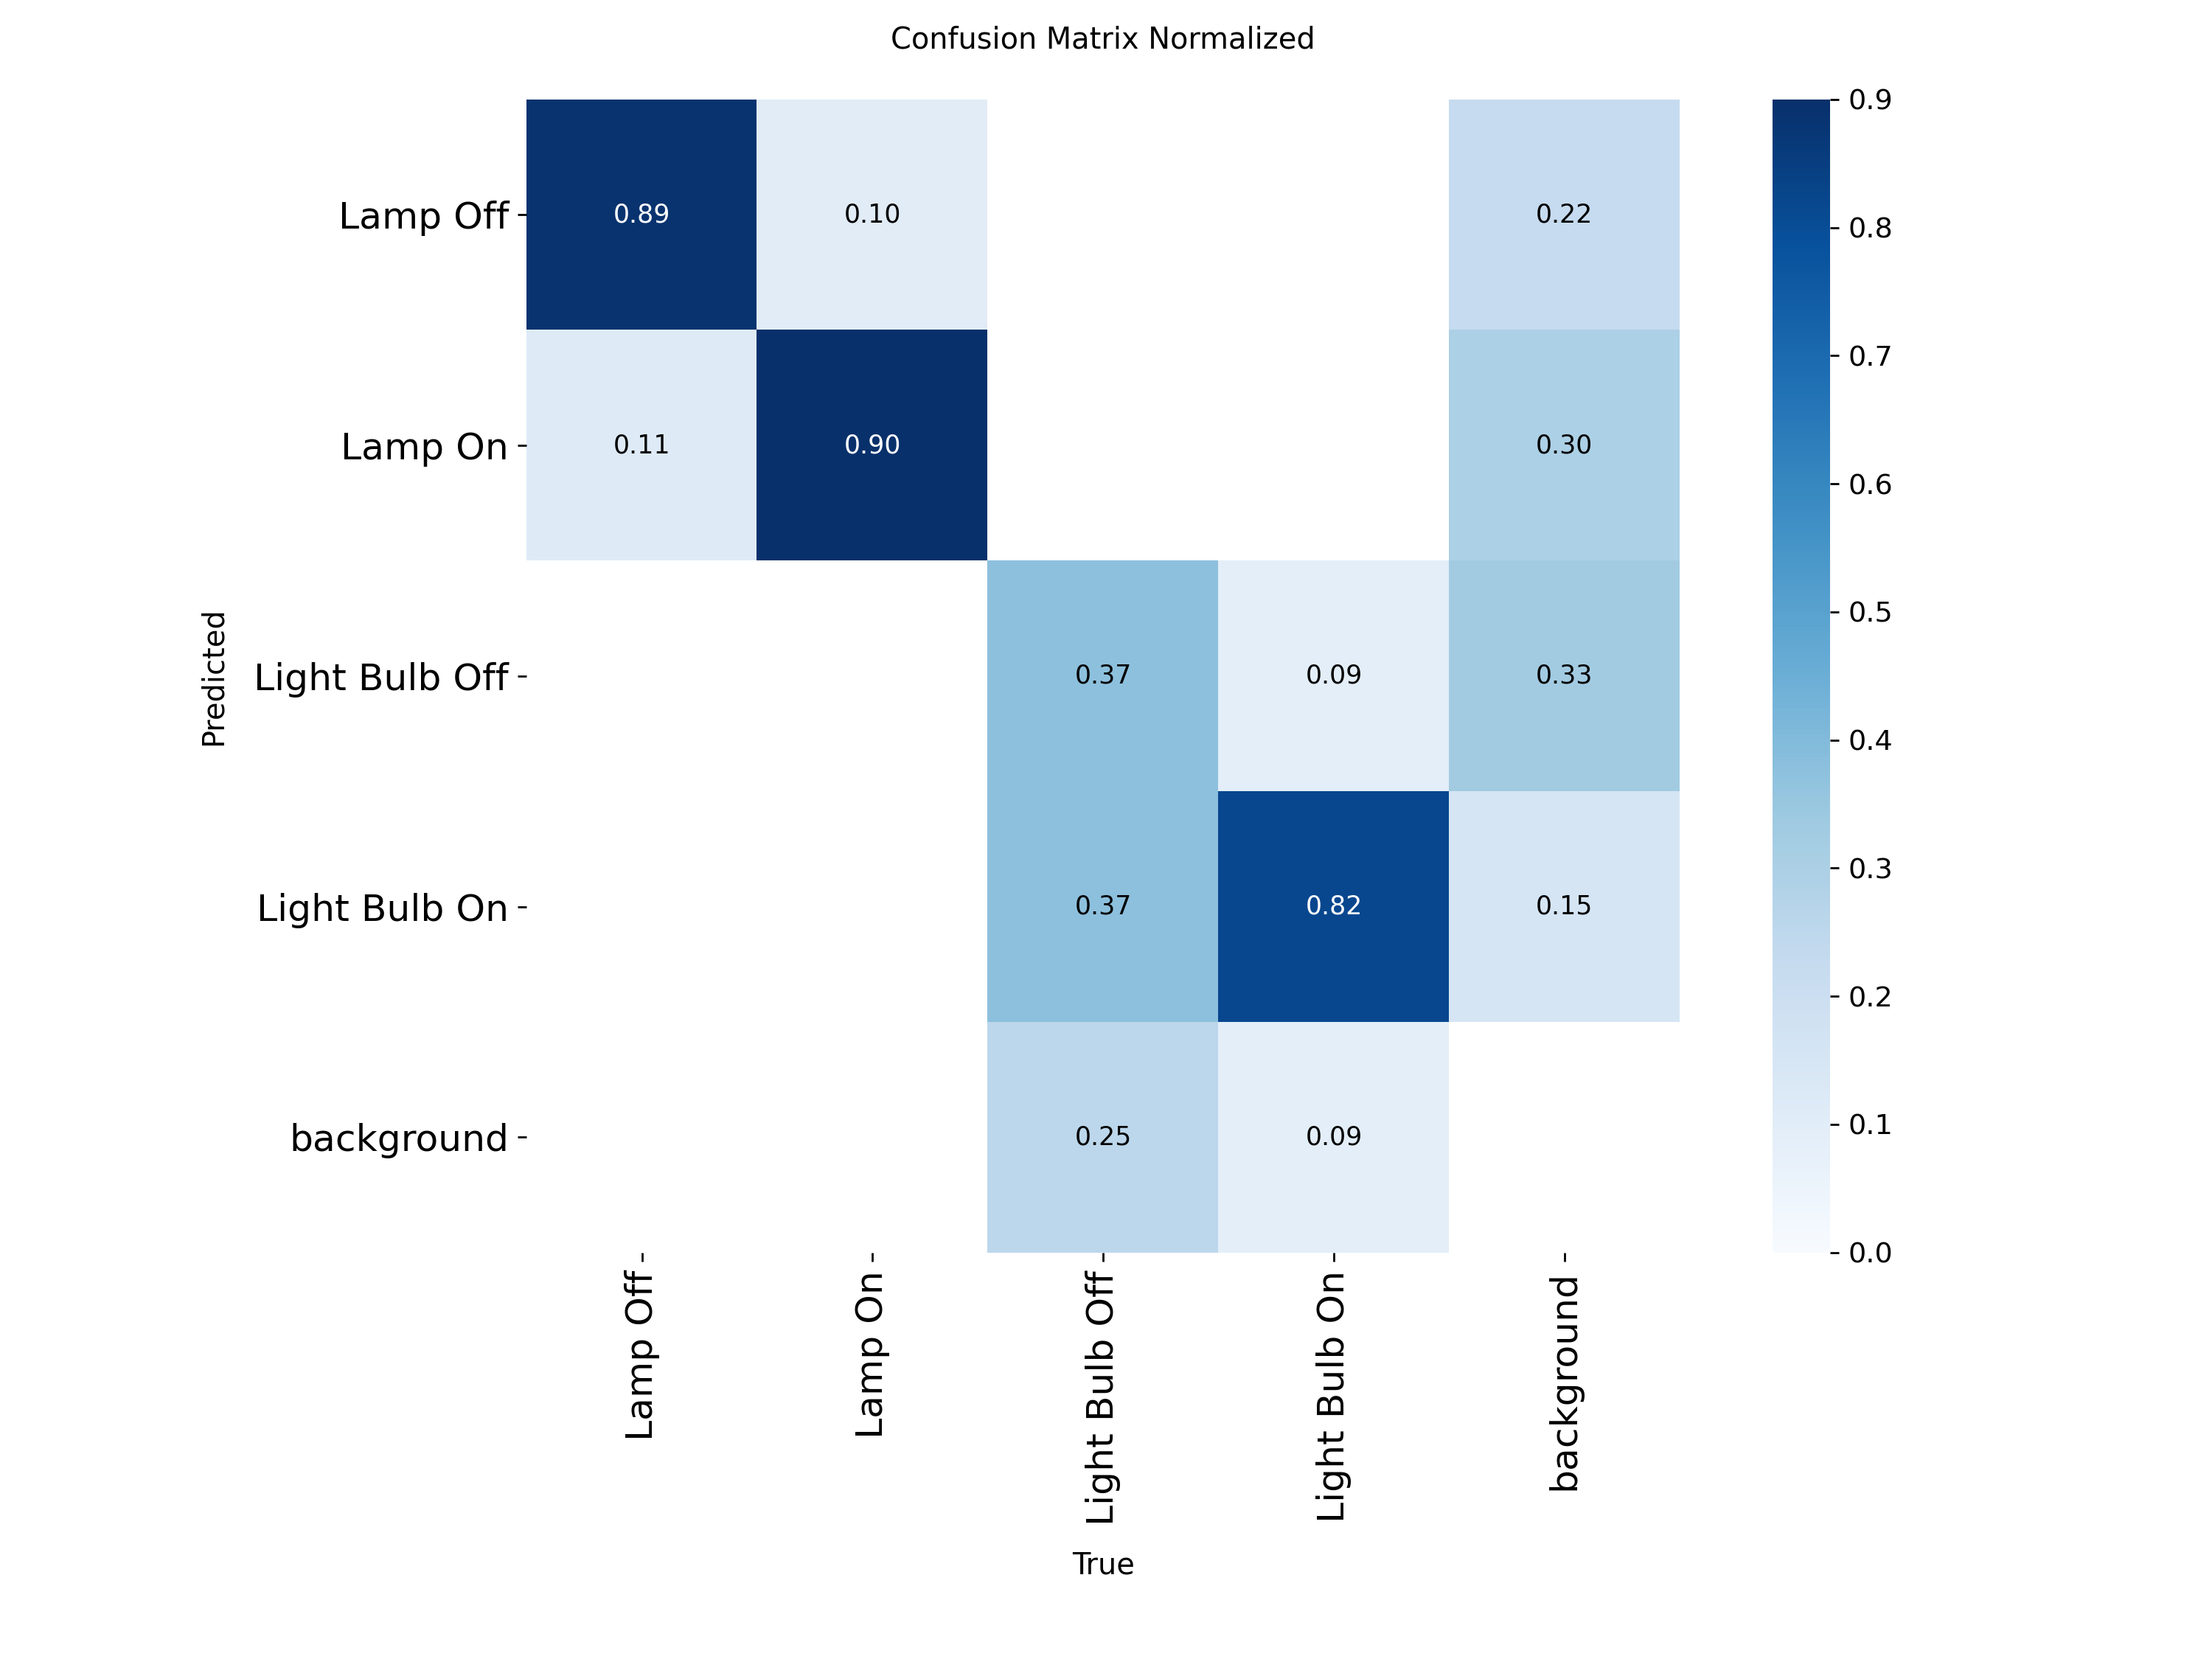 Confusion Matrix Normalized
Lamp Off 0.89 0.10 0.22
Lamp On 0.11 0.90 0.30
Light Bulb Off 0.37 0.09 0.33
Light Bulb On 0.37 0.82 0.15
background 0.25 0.09
Predicted
Lamp Off
Lamp On
Light Bulb Off
Light Bulb On
background
True
0.9
0.8
0.7
0.6
0.5
0.4
0.3
0.2
0.1
0.0